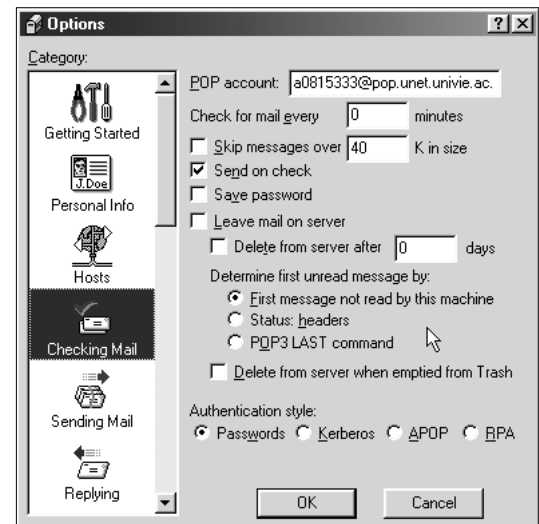 Options
Category:
Getting Started
J.Doe
Personal Info
Hosts
Checking Mail
Sending Mail
Replying
POP account: a0815333@pop.unet.univie.ac.
Check for mail every 0 minutes
Skip messages over 40 K in size
Send on check
Save password
Leave mail on server
Delete from server after 0 days
Determine first unread message by:
First message not read by this machine
Status: headers
POP3 LAST command
Delete from server when emptied from Trash
Authentication style:
Passwords Kerberos APOP RPA
OK Cancel